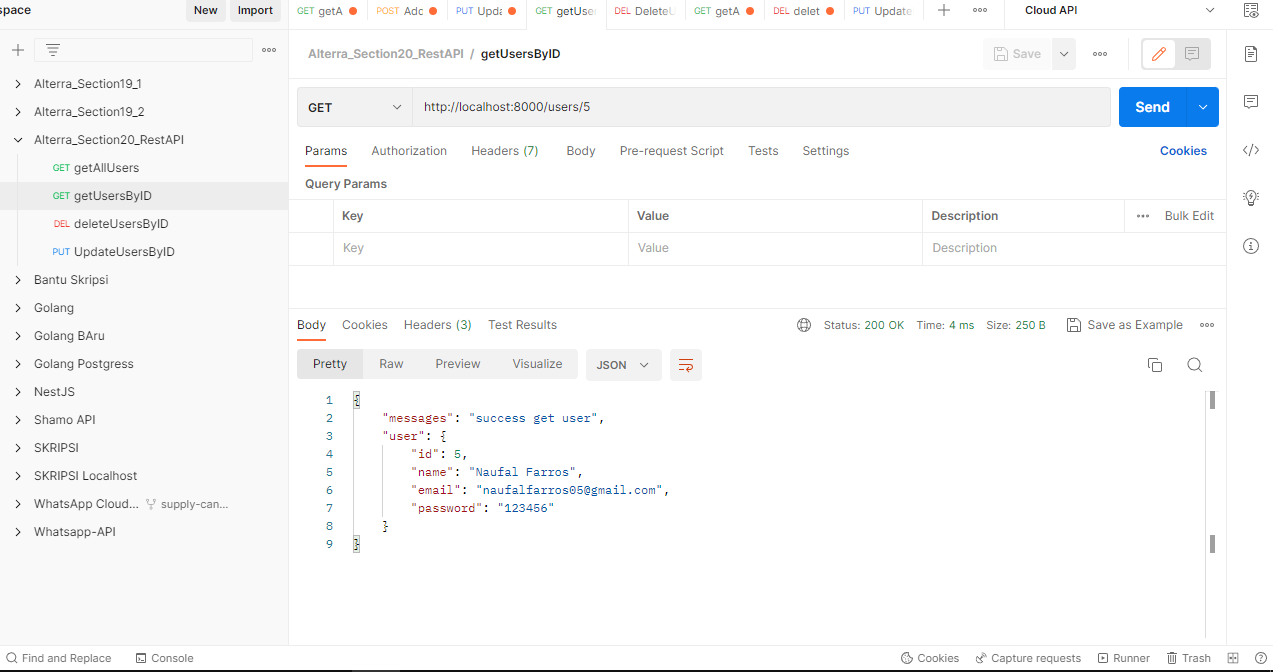 space
New
Import
GET getA
POST Adc
PUT Upda
GET getUse
DEL Delete
GET getA
DEL delet
PUT Update
Cloud API
Alterra_Section19_1
Alterra_Section19_2
Alterra_Section20_RestAPI
GET getAllUsers
GET getUsersByID
DEL deleteUsersByID
PUT UpdateUsersByID
Bantu Skripsi
Golang
Golang BAru
Golang Postgress
NestJS
Shamo API
SKRIPSI
SKRIPSI Localhost
WhatsApp Cloud... supply-can...
Whatsapp-API
Alterra_Section20_RestAPI / getUsersByID
Save
GET
http://localhost:8000/users/5
Send
Params Authorization Headers (7) Body Pre-request Script Tests Settings Cookies
Query Params
Key Value Description Bulk Edit
Key Value Description
Body Cookies Headers (3) Test Results Status: 200 OK Time: 4 ms Size: 250 B Save as Example
Pretty Raw Preview Visualize JSON
1 {
2 "messages": "success get user",
3 "user": {
4 "id": 5,
5 "name": "Naufal Farros",
6 "email": "naufalfarros05@gmail.com",
7 "password": "123456"
8 }
9 }
Find and Replace Console Cookies Capture requests Runner Trash